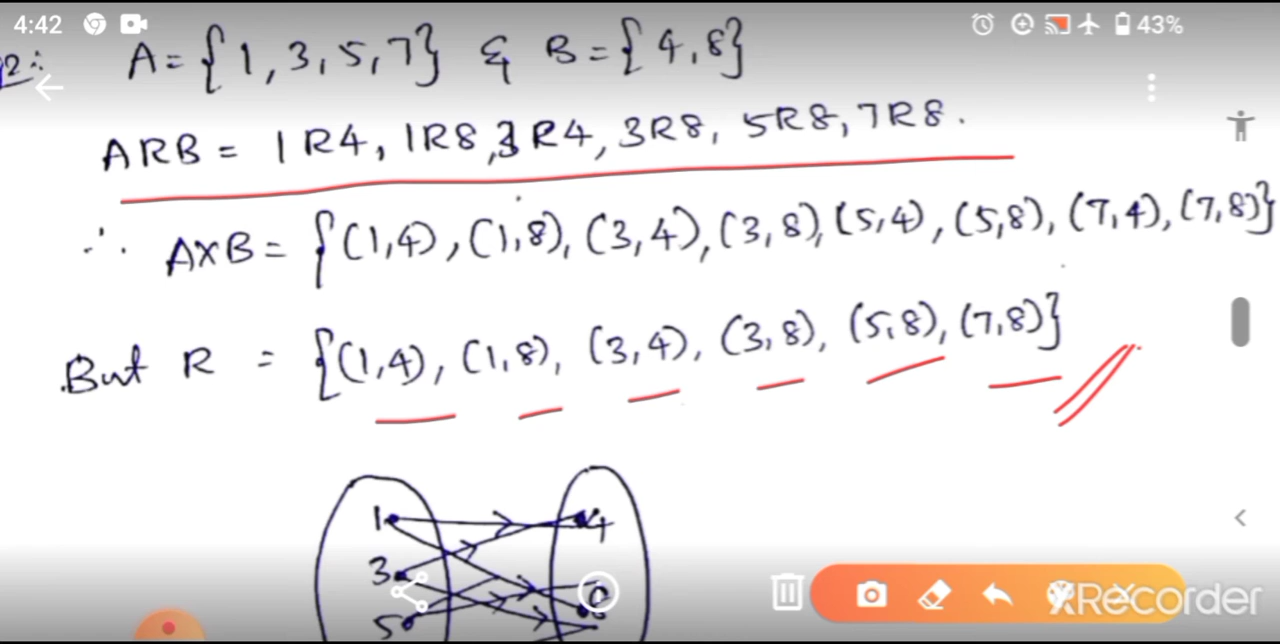 4:42 43%
2:- A = {1, 3, 5, 7} & B = {4, 8}
ARB = 1R4, 1R8, 3R4, 3R8, 5R8, 7R8.
∴ A×B = {(1,4), (1,8), (3,4), (3,8), (5,4), (5,8), (7,4), (7,8)}
But R = {(1,4), (1,8), (3,4), (3,8), (5,8), (7,8)}
1 4
3
5
XRecorder